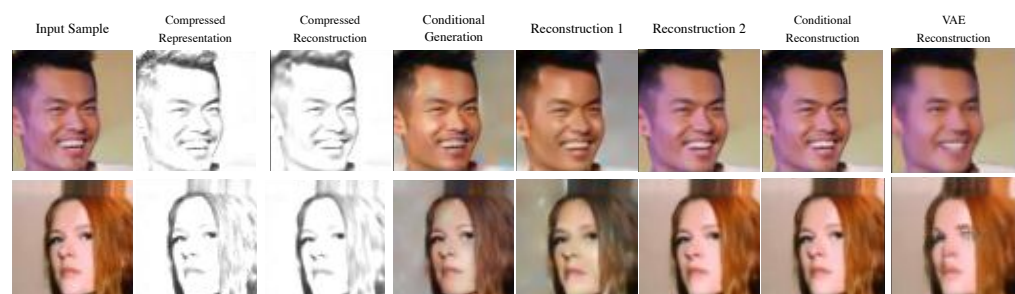 Input Sample
Compressed
Representation
Compressed
Reconstruction
Conditional
Generation
Reconstruction 1
Reconstruction 2
Conditional
Reconstruction
VAE
Reconstruction